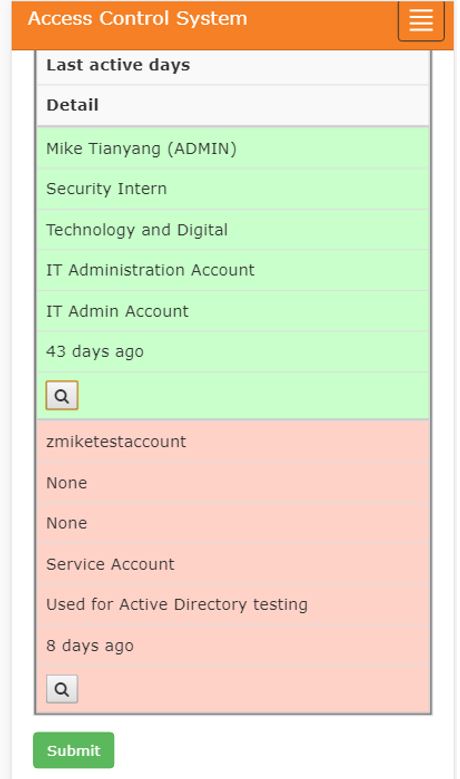 Access Control System
Last active days
Detail
Mike Tianyang (ADMIN)
Security Intern
Technology and Digital
IT Administration Account
IT Admin Account
43 days ago
zmiketestaccount
None
None
Service Account
Used for Active Directory testing
8 days ago
Submit